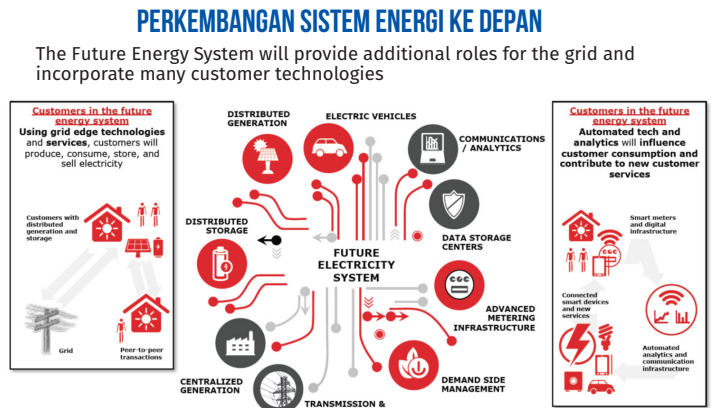 PERKEMBANGAN SISTEM ENERGI KE DEPAN
The Future Energy System will provide additional roles for the grid and
incorporate many customer technologies
Customers in the future
energy system
Using grid edge technologies
and services, customers will
produce, consume, store, and
sell electricity
Customers with
distributed
generation and
storage
Grid
Peer-to-peer
transactions
DISTRIBUTED
GENERATION
ELECTRIC VEHICLES
COMMUNICATIONS
/ ANALYTICS
DISTRIBUTED
STORAGE
DATA STORAGE
CENTERS
FUTURE
ELECTRICITY
SYSTEM
ADVANCED
METERING
INFRASTRUCTURE
CENTRALIZED
GENERATION
DEMAND SIDE
MANAGEMENT
TRANSMISSION &
Customers in the future
energy system
Automated tech and
analytics will influence
customer consumption and
contribute to new customer
services
Smart meters
and digital
infrastructure
Connected
smart devices
and new
services
Automated
analytics and
communication
infrastructure